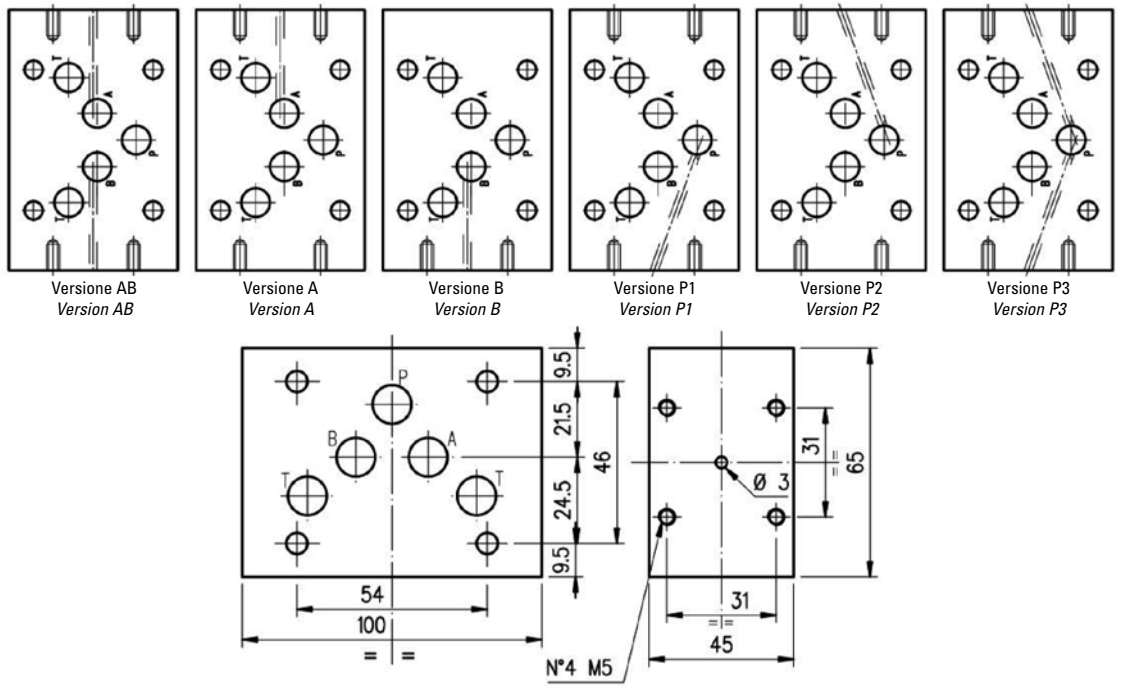 T A P B T
T A P B T
T A P B T
T A P B T
T A P B T
T A P B T
Versione AB
Version AB
Versione A
Version A
Versione B
Version B
Versione P1
Version P1
Versione P2
Version P2
Versione P3
Version P3
P
B A
T T
9.5
21.5
46
24.5
9.5
54
100
= =
31
=
65
Ø 3
31
= =
45
N°4 M5